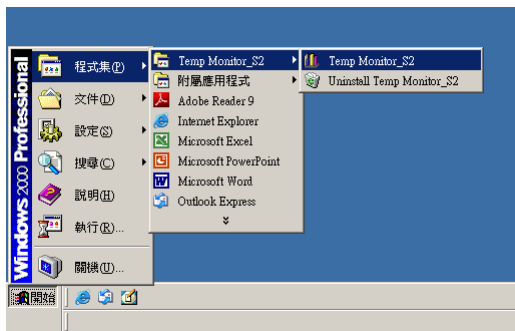 Windows 2000 Professional
程式集(P)
文件(D)
設定(S)
搜尋(C)
說明(H)
執行(R)...
關機(U)...
開始
Temp Monitor_S2
附屬應用程式
Adobe Reader 9
Internet Explorer
Microsoft Excel
Microsoft PowerPoint
Microsoft Word
Outlook Express
Temp Monitor_S2
Uninstall Temp Monitor_S2